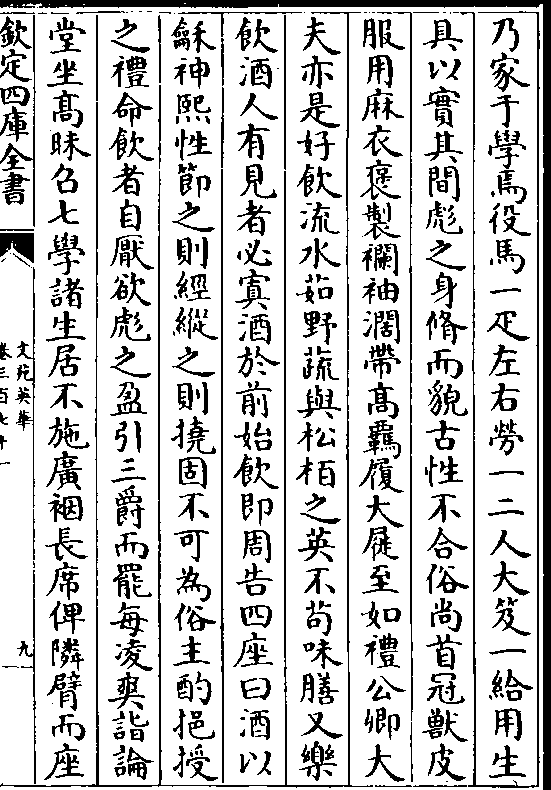 乃家于學焉役馬一疋左右勞一二人大笈一給用生
具以實其間彪之身脩而貌古性不合俗尚首冠獸皮
服用麻衣褒製襴袖濶帶髙羈履大屣至如禮公卿大
夫亦是好飲流水茹野蔬與松栢之英不茍味膳又樂
飲酒人有見者必寘酒於前始飲即周告四座曰酒以
龢神熙性節之則經縱之則撓固不可為俗主酌挹授
之禮命飲者自厭欲彪之盈引三爵而罷每凌爽詣論
堂坐髙昧召七學諸生居不施廣裀長席俾隣臂而座
欽定四庫全書
文苑英華
卷三百七十一
九